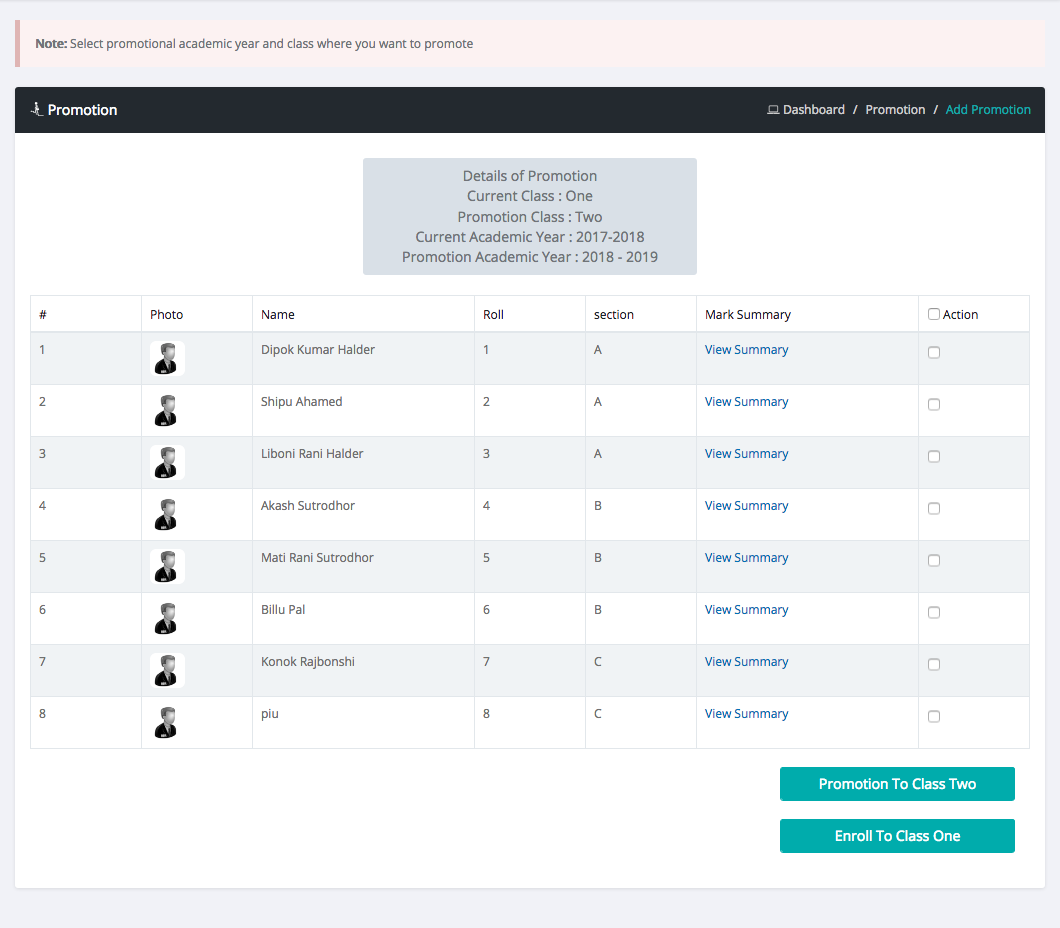 Note: Select promotional academic year and class where you want to promote
Promotion
Dashboard / Promotion / Add Promotion
Details of Promotion
Current Class : One
Promotion Class : Two
Current Academic Year : 2017-2018
Promotion Academic Year : 2018 - 2019
# Photo Name Roll section Mark Summary Action
1 Dipok Kumar Halder 1 A View Summary
2 Shipu Ahamed 2 A View Summary
3 Liboni Rani Halder 3 A View Summary
4 Akash Sutrodhor 4 B View Summary
5 Mati Rani Sutrodhor 5 B View Summary
6 Billu Pal 6 B View Summary
7 Konok Rajbonshi 7 C View Summary
8 piu 8 C View Summary
Promotion To Class Two
Enroll To Class One